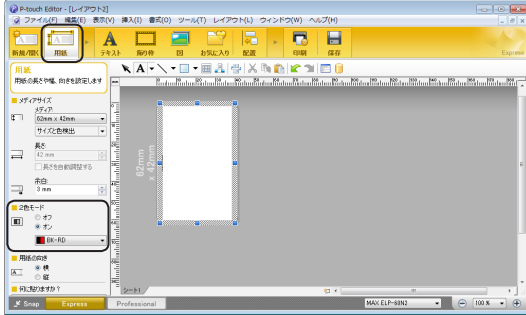 P-touch Editor - [レイアウト2]
ファイル(F) 編集(E) 表示(V) 挿入(I) 書式(O) ツール(T) レイアウト(L) ウィンドウ(W) ヘルプ(H)
新規/開く 用紙 テキスト 飾り枠 図 お気に入り 配置 印刷 保存 Express
用紙
用紙の長さや幅、向きを設定します
メディアサイズ
メディア:
62mm x 42mm
サイズと色検出
長さ:
42 mm
長さを自動調整する
余白:
3 mm
62mm
x 42mm
2色モード
オフ
オン
BK-RD
用紙の向き
横
縦
何に貼りますか?
シート1
Snap Express Professional MAX ELP-60N2 100 %